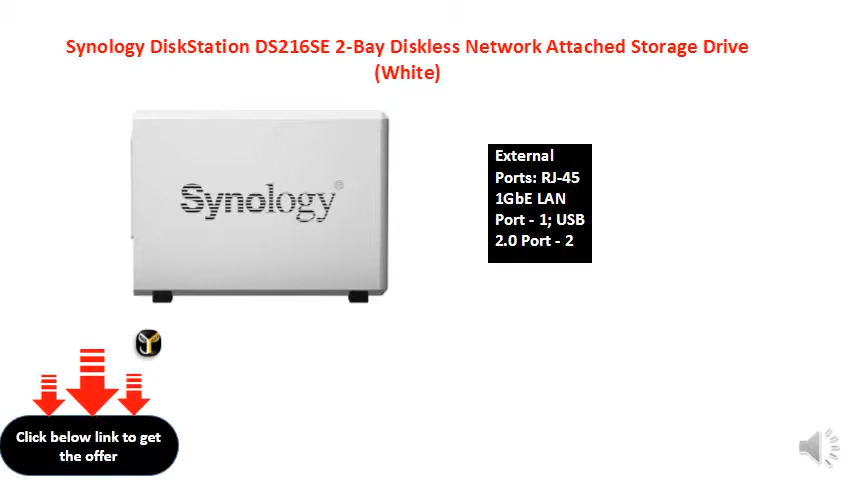 Synology DiskStation DS216SE 2-Bay Diskless Network Attached Storage Drive
(White)
Synology®
External
Ports: RJ-45
1GbE LAN
Port - 1; USB
2.0 Port - 2
Click below link to get
the offer